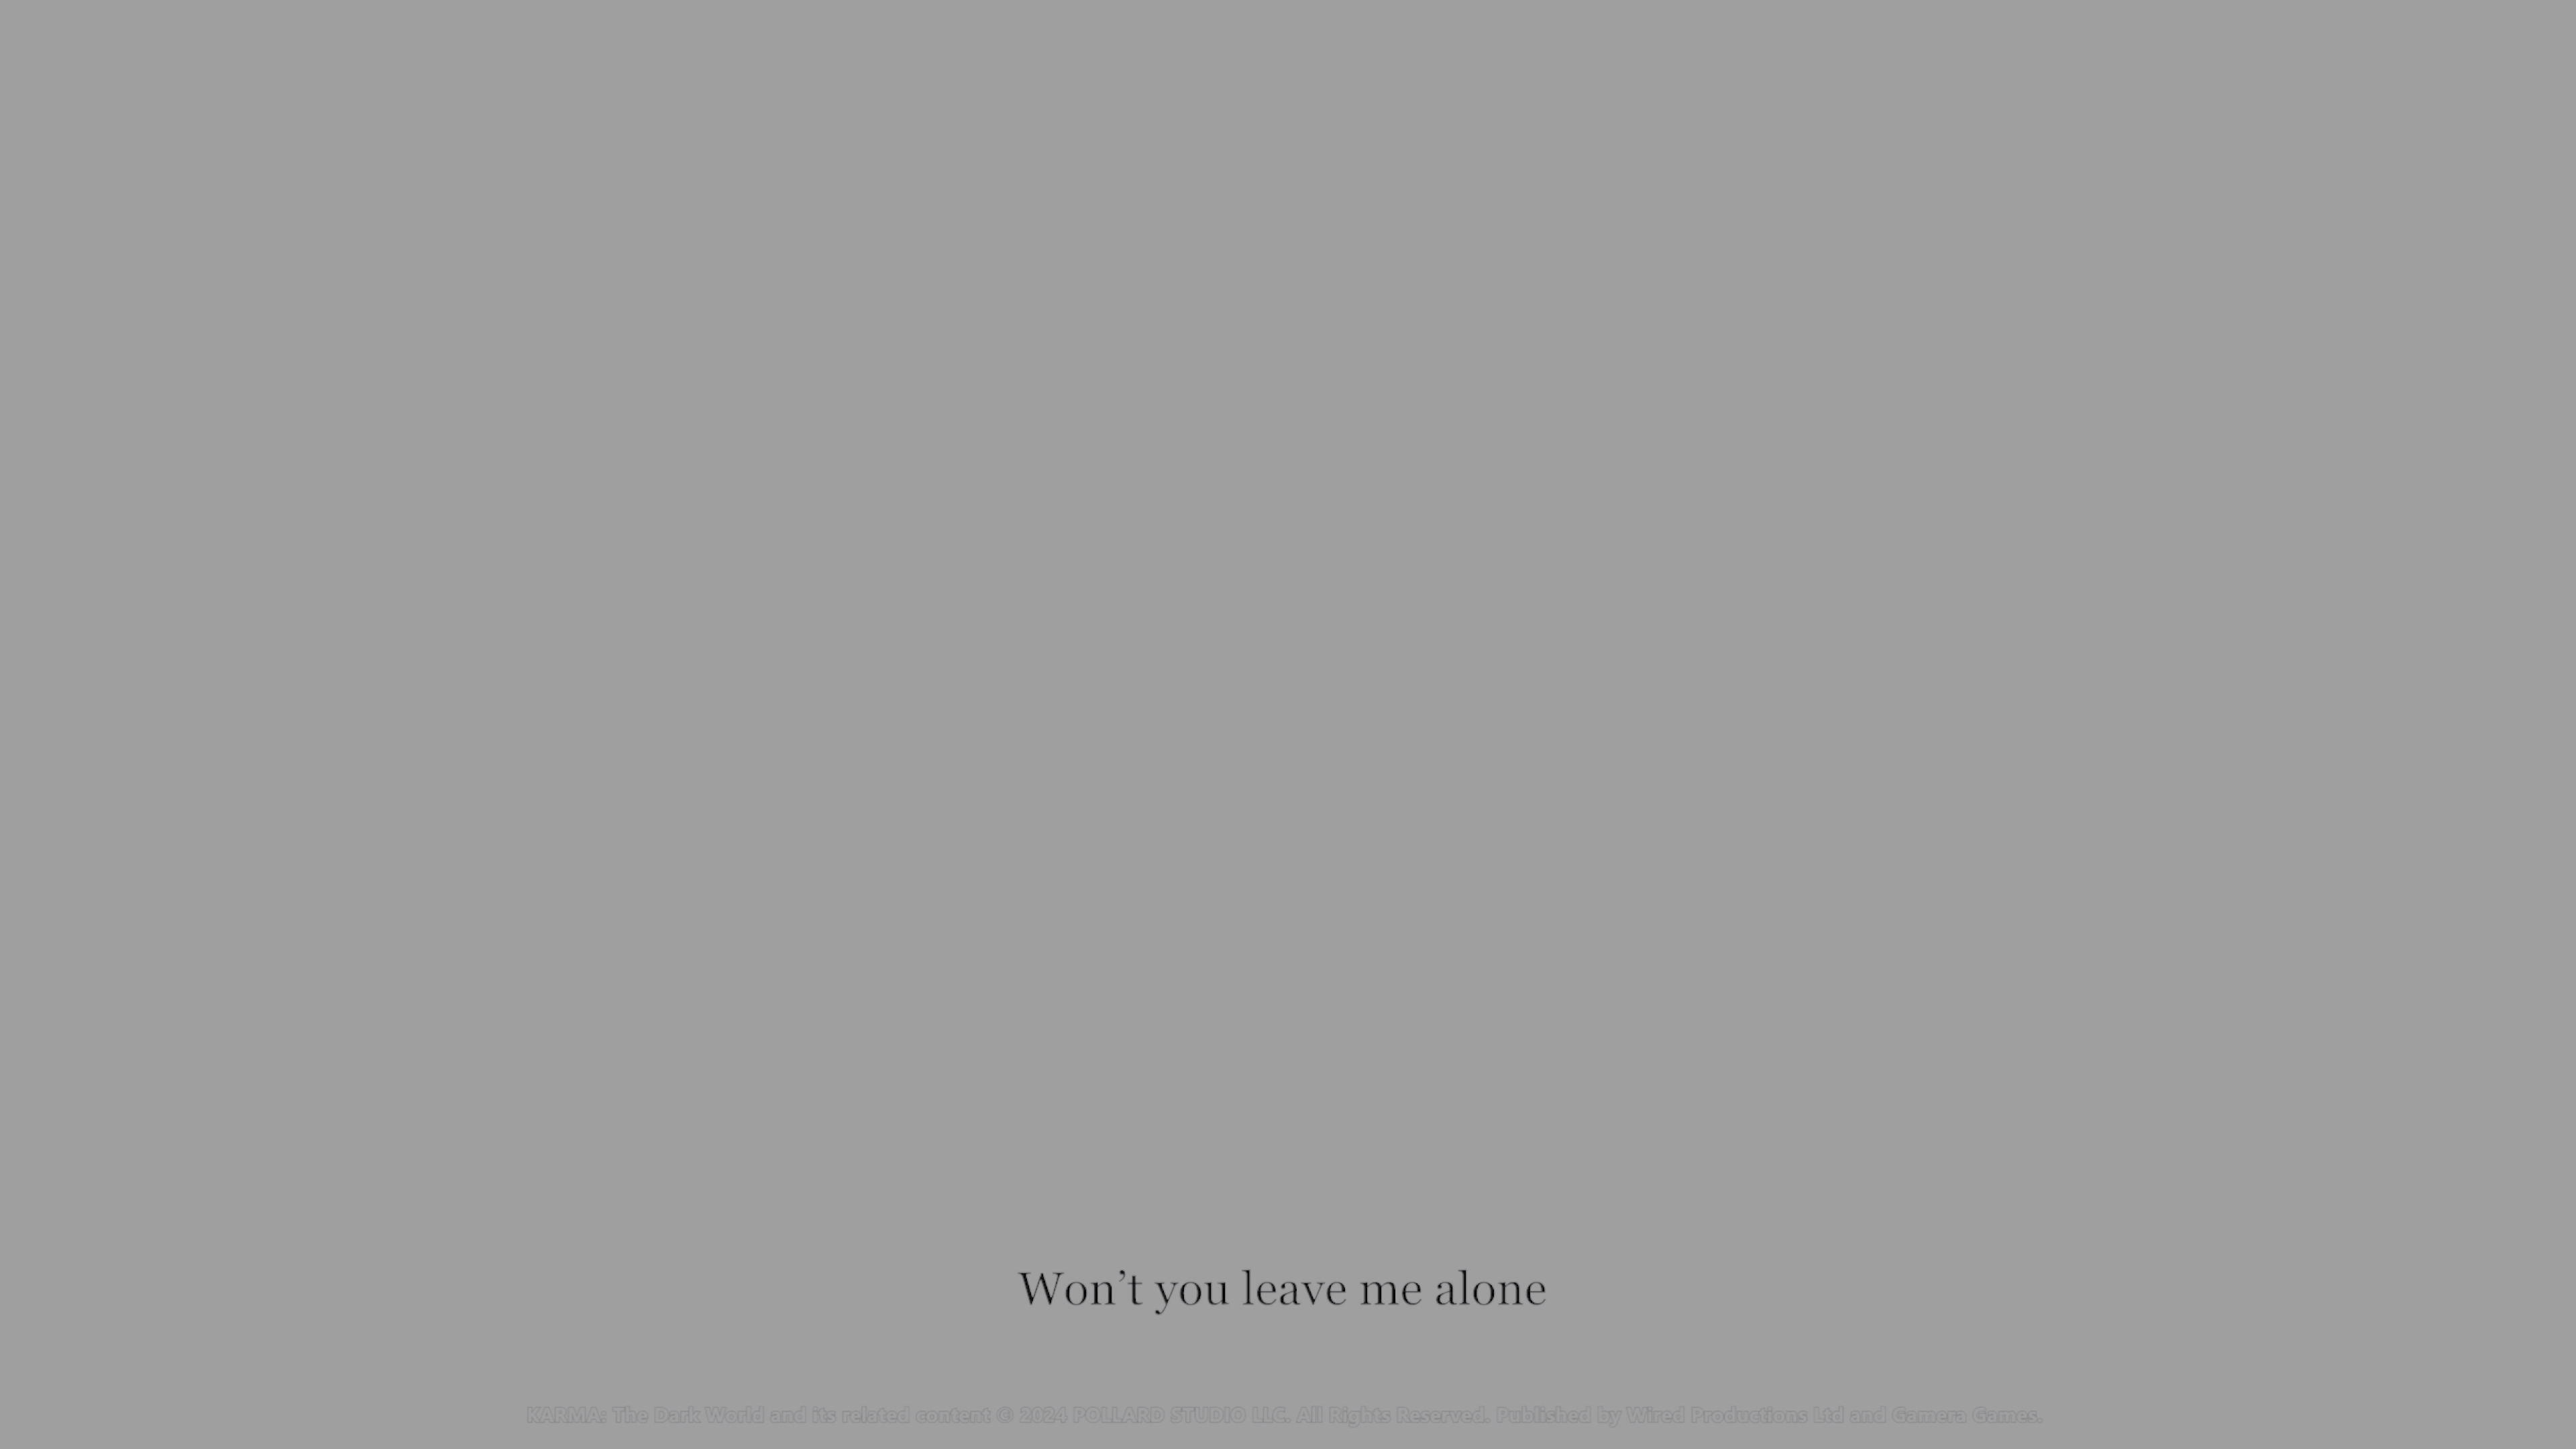 Won’t you leave me alone
KARMA: The Dark World and its related content © 2024 POLLARD STUDIO LLC. All Rights Reserved. Published by Wired Productions Ltd and Gamera Games.